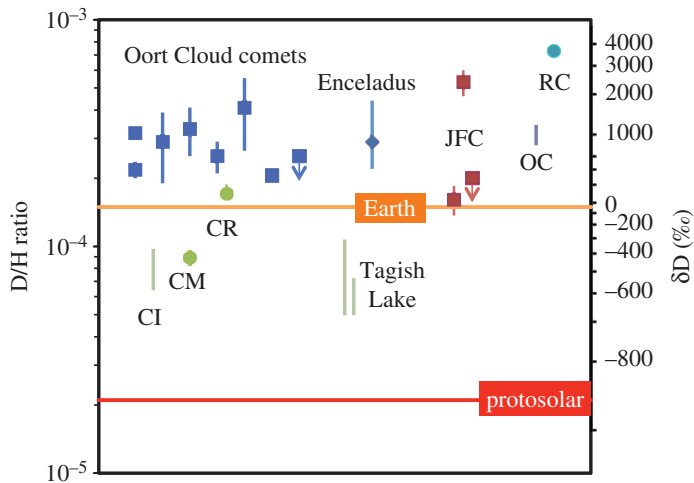 10⁻³
10⁻⁴
10⁻⁵
D/H ratio
Oort Cloud comets
Enceladus
JFC
RC
OC
CR
CM
CI
Earth
Tagish
Lake
protosolar
4000
3000
2000
1000
0
−200
−400
−600
−800
δD (‰)